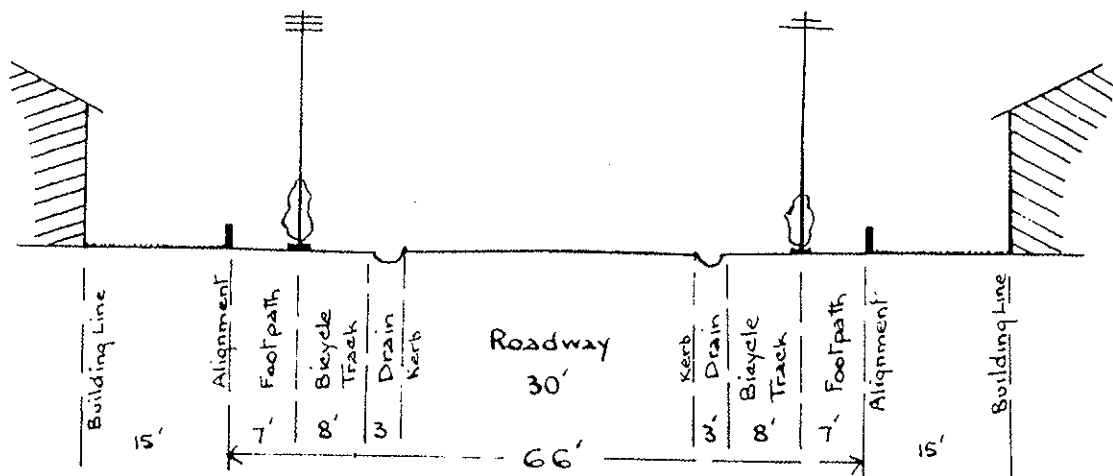 Building Line
Alignment
Footpath
Bicycle
Track
Drain
Kerb
Roadway
30'
Kerb
Drain
Bicycle
Track
Footpath
Alignment
Building Line
15'
7'
8'
3
3'
8'
7'
15'
66'